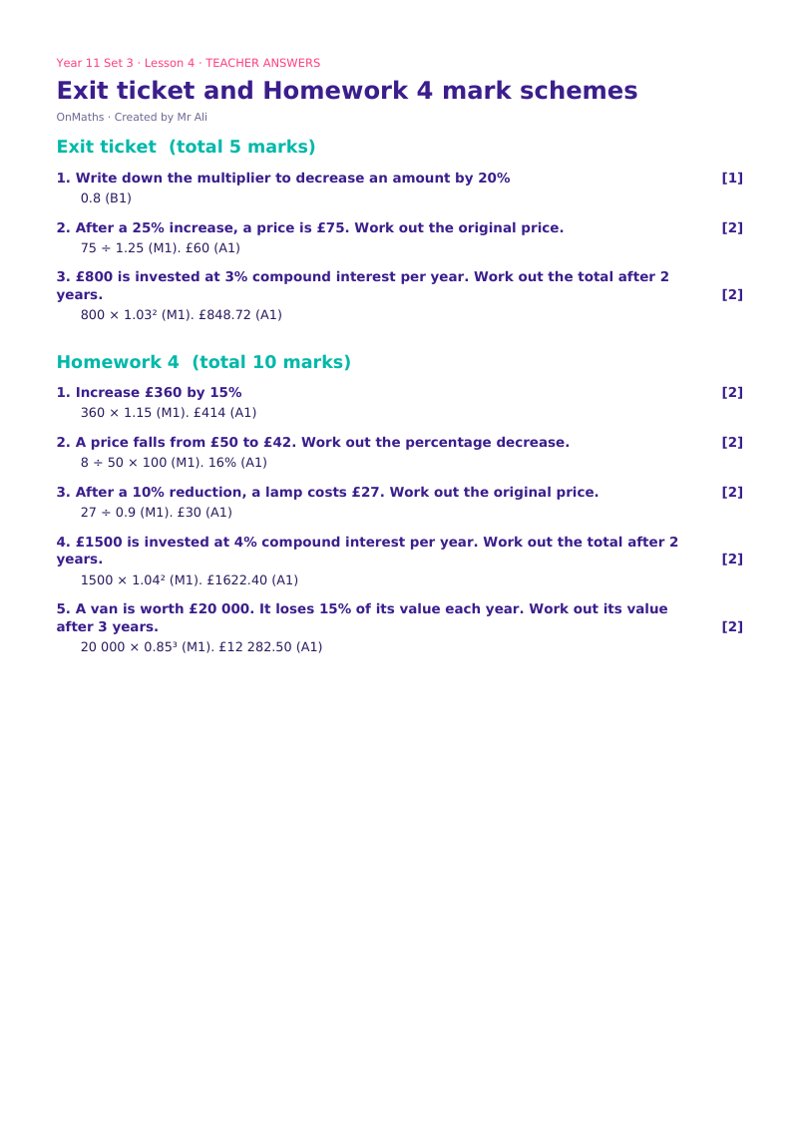 Year 11 Set 3 · Lesson 4 · TEACHER ANSWERS
Exit ticket and Homework 4 mark schemes
OnMaths · Created by Mr Ali
Exit ticket (total 5 marks)
1. Write down the multiplier to decrease an amount by 20% [1]
0.8 (B1)
2. After a 25% increase, a price is £75. Work out the original price. [2]
75 ÷ 1.25 (M1). £60 (A1)
3. £800 is invested at 3% compound interest per year. Work out the total after 2
years. [2]
800 × 1.03² (M1). £848.72 (A1)
Homework 4 (total 10 marks)
1. Increase £360 by 15% [2]
360 × 1.15 (M1). £414 (A1)
2. A price falls from £50 to £42. Work out the percentage decrease. [2]
8 ÷ 50 × 100 (M1). 16% (A1)
3. After a 10% reduction, a lamp costs £27. Work out the original price. [2]
27 ÷ 0.9 (M1). £30 (A1)
4. £1500 is invested at 4% compound interest per year. Work out the total after 2
years. [2]
1500 × 1.04² (M1). £1622.40 (A1)
5. A van is worth £20 000. It loses 15% of its value each year. Work out its value
after 3 years. [2]
20 000 × 0.85³ (M1). £12 282.50 (A1)